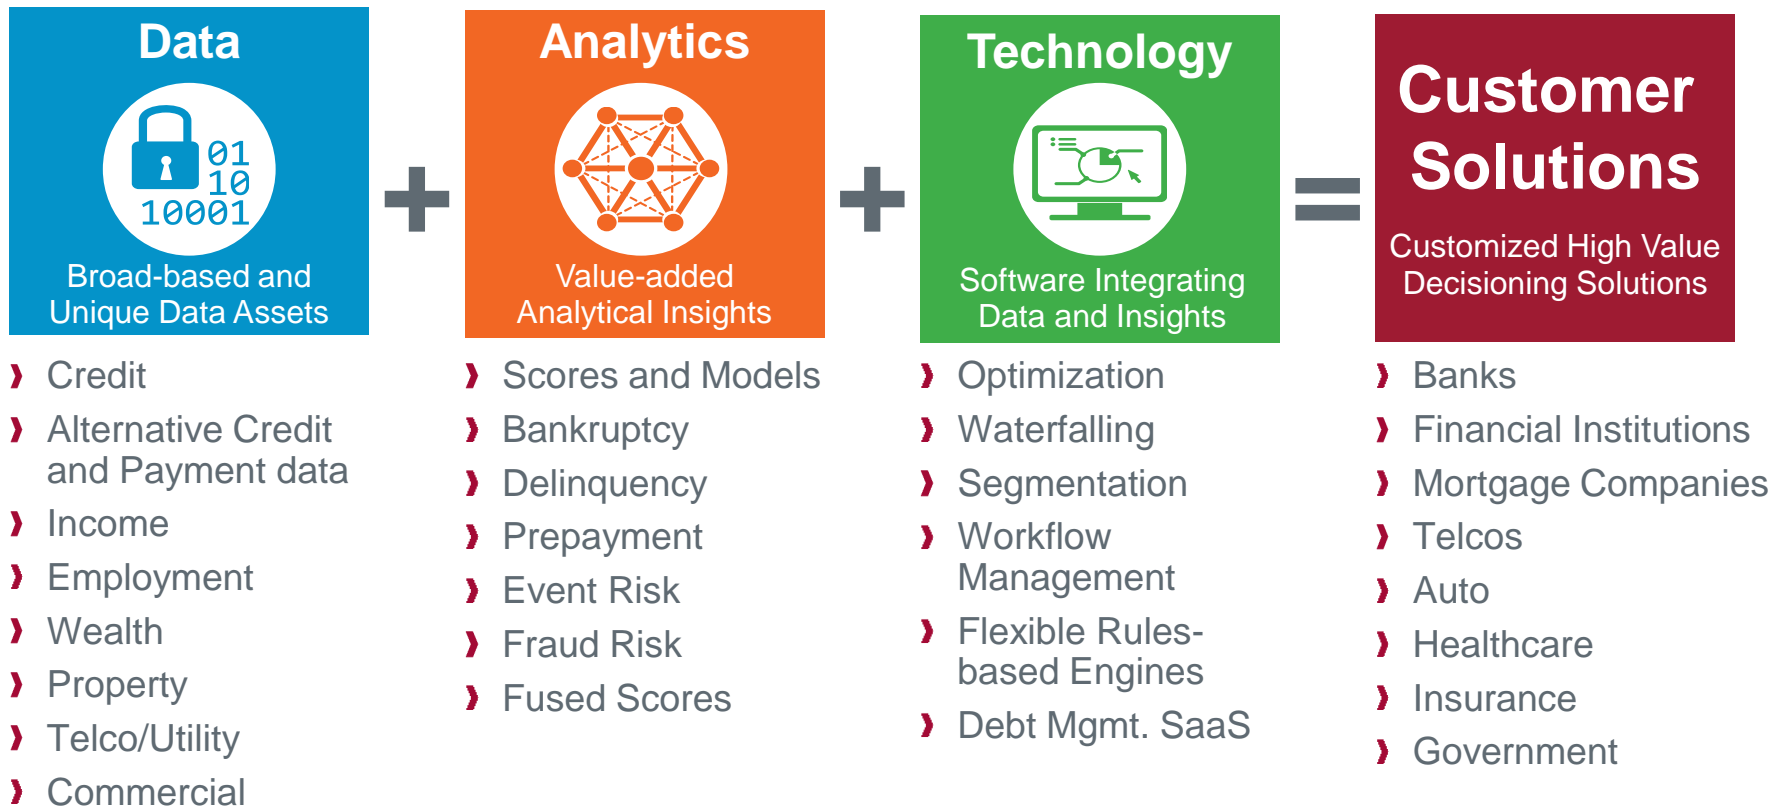 Data
01
10
10001
Broad-based and
Unique Data Assets
Credit
Alternative Credit
and Payment data
Income
Employment
Wealth
Property
Telco/Utility
Commercial
+
Analytics
Value-added
Analytical Insights
Scores and Models
Bankruptcy
Delinquency
Prepayment
Event Risk
Fraud Risk
Fused Scores
+
Technology
Software Integrating
Data and Insights
Optimization
Waterfalling
Segmentation
Workflow
Management
Flexible Rules-
based Engines
Debt Mgmt. SaaS
=
Customer
Solutions
Customized High Value
Decisioning Solutions
Banks
Financial Institutions
Mortgage Companies
Telcos
Auto
Healthcare
Insurance
Government